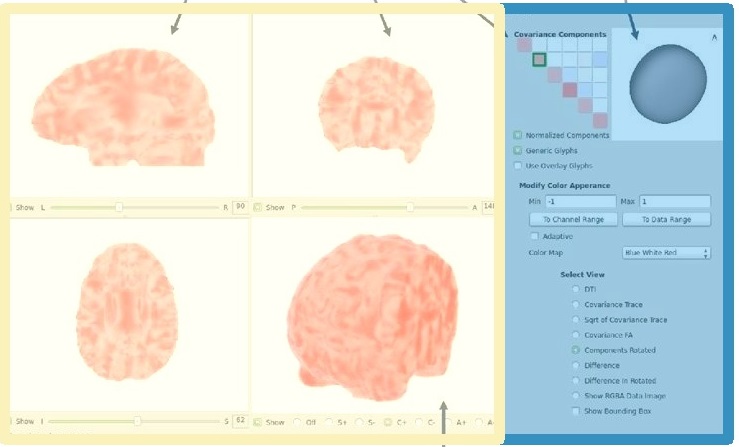 Show L R 90
Show P A 148
Show I S 62
Show Off S+ S- C+ C- A+ A-
Covariance Components
Normalized Components
Generic Glyphs
Use Overlay Glyphs
Modify Color Apperance
Min -1 Max 1
To Channel Range To Data Range
Adaptive
Color Map Blue White Red
Select View
DTI
Covariance Trace
Sqrt of Covariance Trace
Covariance FA
Components Rotated
Difference
Difference in Rotated
Show RGBA Data Image
Show Bounding Box